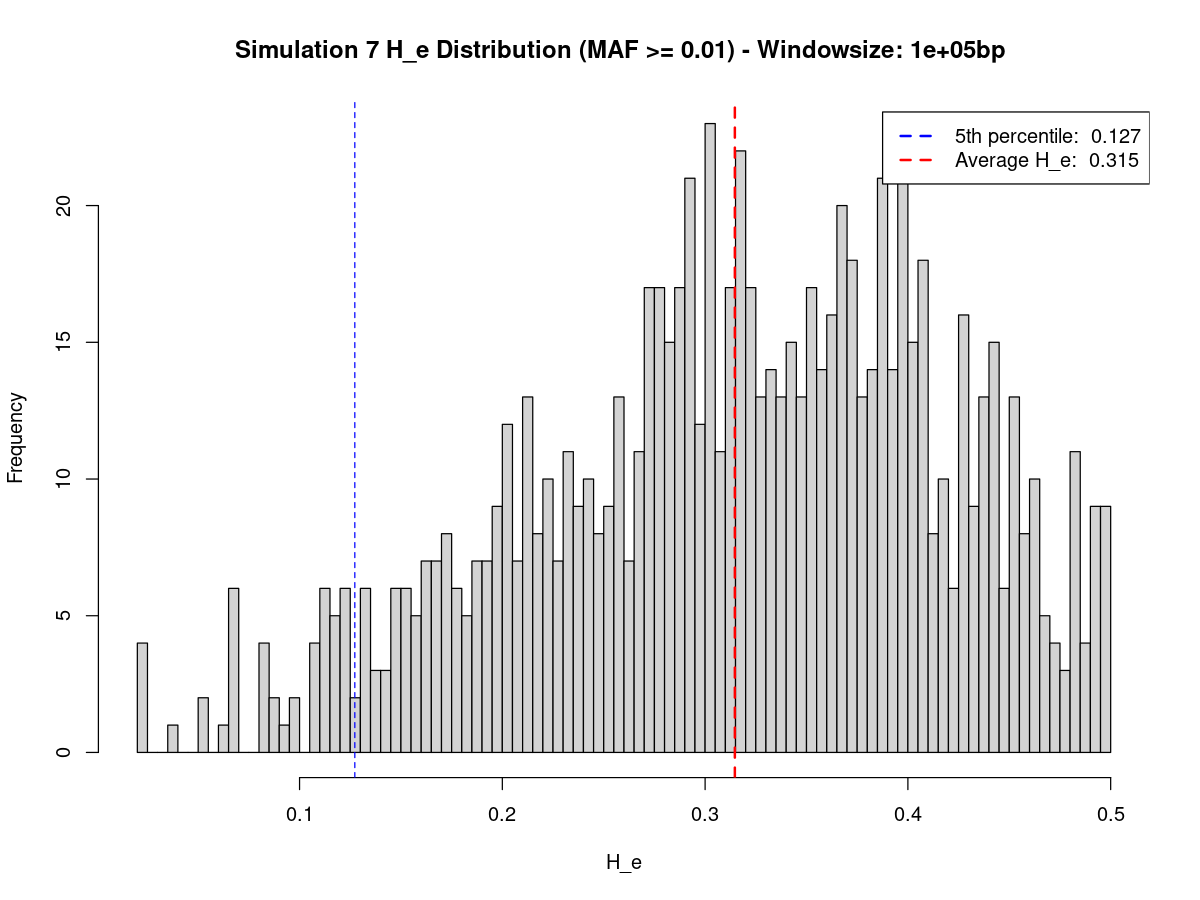 Simulation 7 H_e Distribution (MAF >= 0.01) - Windowsize: 1e+05bp
5th percentile: 0.127
Average H_e: 0.315
Frequency
20
15
10
5
0
0.1 0.2 0.3 0.4 0.5
H_e